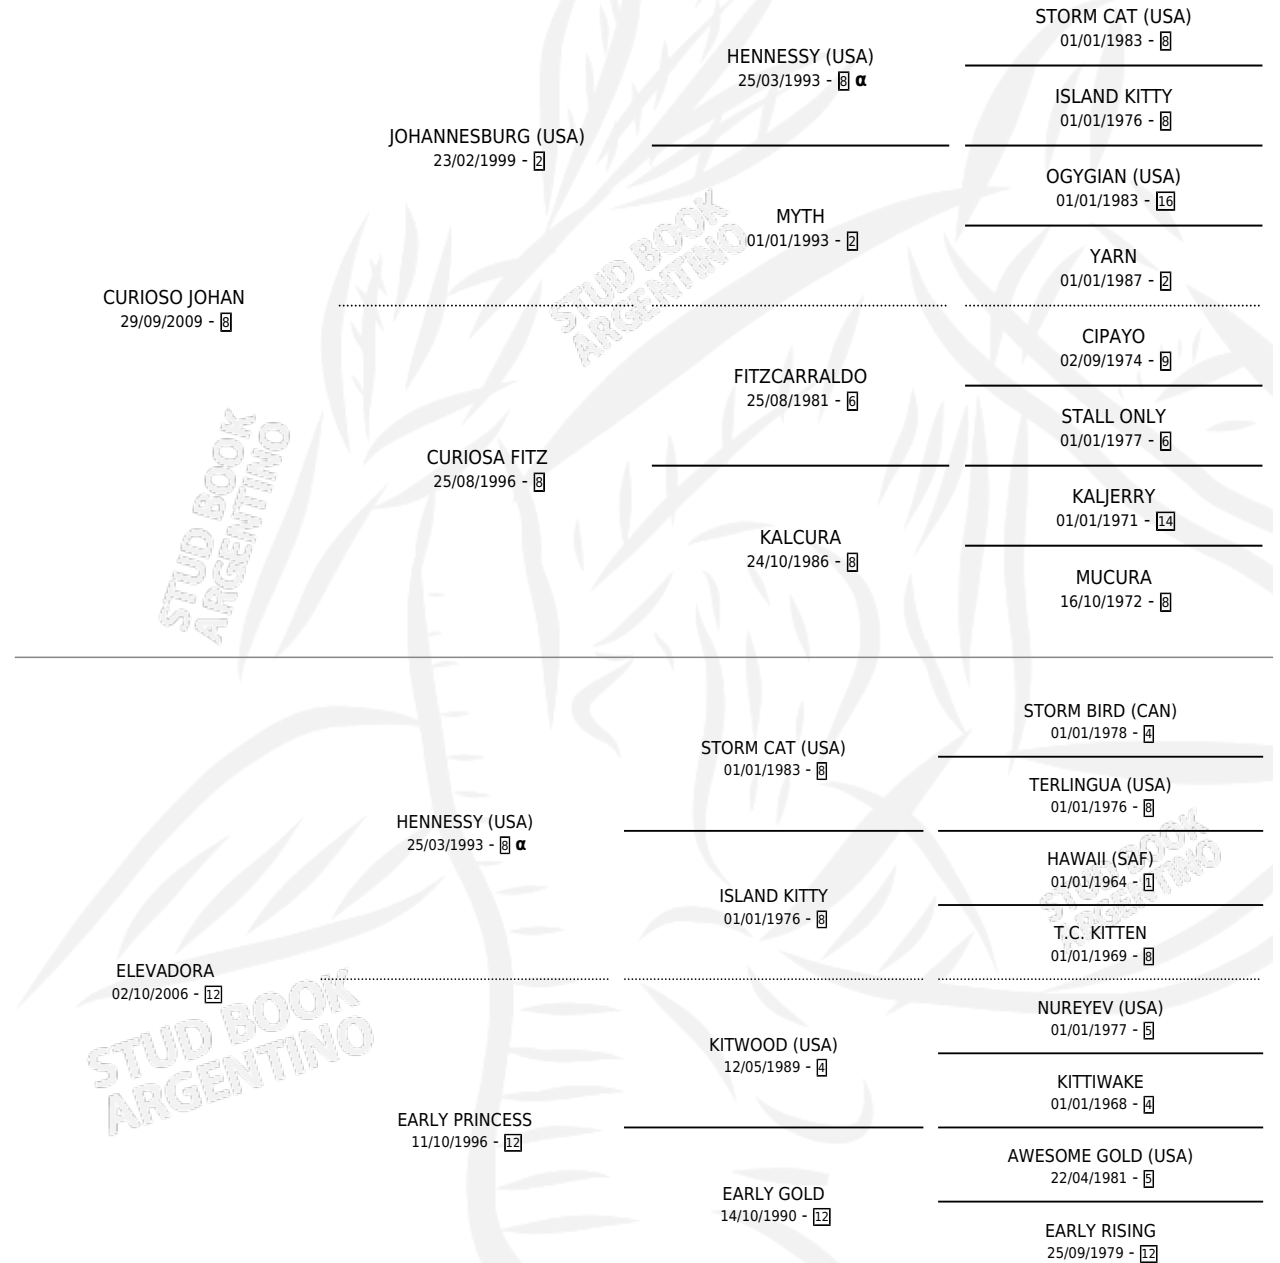 STORM CAT (USA)
01/01/1983 - 8
HENNESSY (USA)
25/03/1993 - 8 α
ISLAND KITTY
01/01/1976 - 8
JOHANNESBURG (USA)
23/02/1999 - 2
OGYGIAN (USA)
01/01/1983 - 16
MYTH
01/01/1993 - 2
YARN
01/01/1987 - 2
CURIOSO JOHAN
29/09/2009 - 8
CIPAYO
02/09/1974 - 9
FITZCARRALDO
25/08/1981 - 6
STALL ONLY
01/01/1977 - 6
CURIOSA FITZ
25/08/1996 - 8
KALJERRY
01/01/1971 - 14
KALCURA
24/10/1986 - 8
MUCURA
16/10/1972 - 8
STORM BIRD (CAN)
01/01/1978 - 4
STORM CAT (USA)
01/01/1983 - 8
TERLINGUA (USA)
01/01/1976 - 8
HENNESSY (USA)
25/03/1993 - 8 α
HAWAII (SAF)
01/01/1964 - 1
ISLAND KITTY
01/01/1976 - 8
T.C. KITTEN
01/01/1969 - 8
ELEVADORA
02/10/2006 - 12
NUREYEV (USA)
01/01/1977 - 5
KITWOOD (USA)
12/05/1989 - 4
KITTIWAKE
01/01/1968 - 4
EARLY PRINCESS
11/10/1996 - 12
AWESOME GOLD (USA)
22/04/1981 - 5
EARLY GOLD
14/10/1990 - 12
EARLY RISING
25/09/1979 - 12
STUD BOOK
ARGENTINO
STUD BOOK
ARGENTINO
STUD BOOK
ARGENTINO
STUD BOOK
ARGENTINO